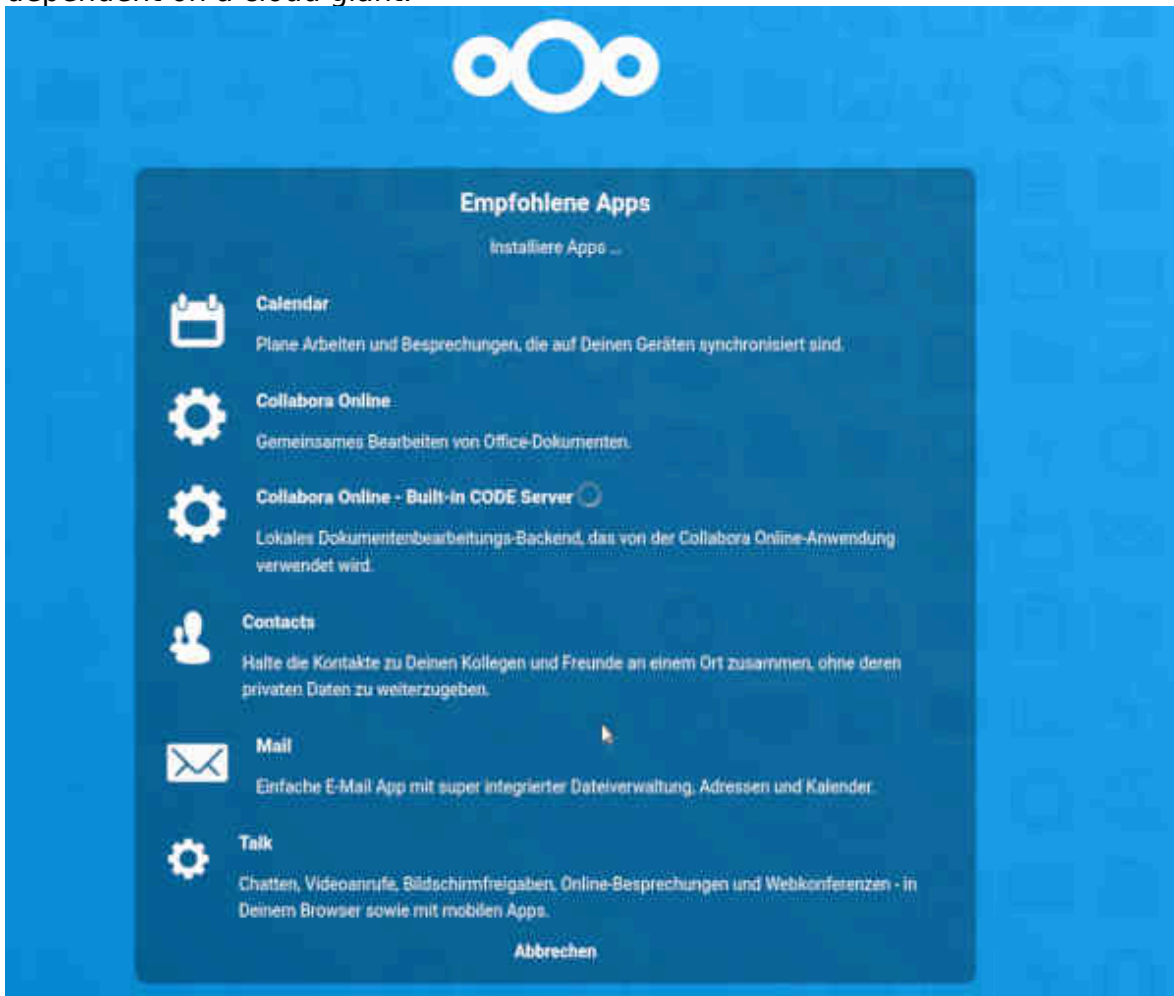 dependent on a cloud giant.
Empfohlene Apps
Installiere Apps ...
Calendar
Plane Arbeiten und Besprechungen, die auf Deinen Geräten synchronisiert sind.
Collabora Online
Gemeinsames Bearbeiten von Office-Dokumenten.
Collabora Online - Built-in CODE Server
Lokales Dokumentenbearbeitungs-Backend, das von der Collabora Online-Anwendung
verwendet wird.
Contacts
Halte die Kontakte zu Deinen Kollegen und Freunde an einem Ort zusammen, ohne deren
privaten Daten zu weiterzugeben.
Mail
Einfache E-Mail App mit super integrierter Dateiverwaltung, Adressen und Kalender.
Talk
Chatten, Videoanrufe, Bildschirmfreigaben, Online-Besprechungen und Webkonferenzen - in
Deinem Browser sowie mit mobilen Apps.
Abbrechen